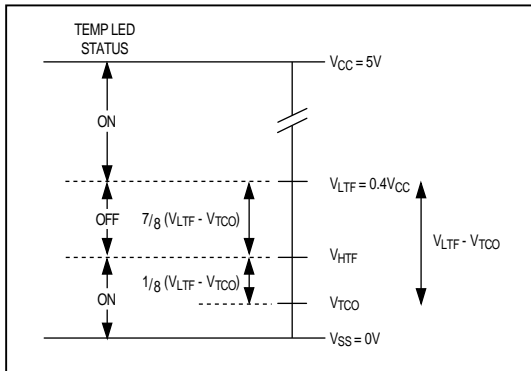 TEMP LED
STATUS
VCC = 5V
ON
VLTF = 0.4VCC
OFF
7/8 (VLTF - VTCO)
VLTF - VTCO
VHTF
1/8 (VLTF - VTCO)
ON
VTCO
VSS = 0V